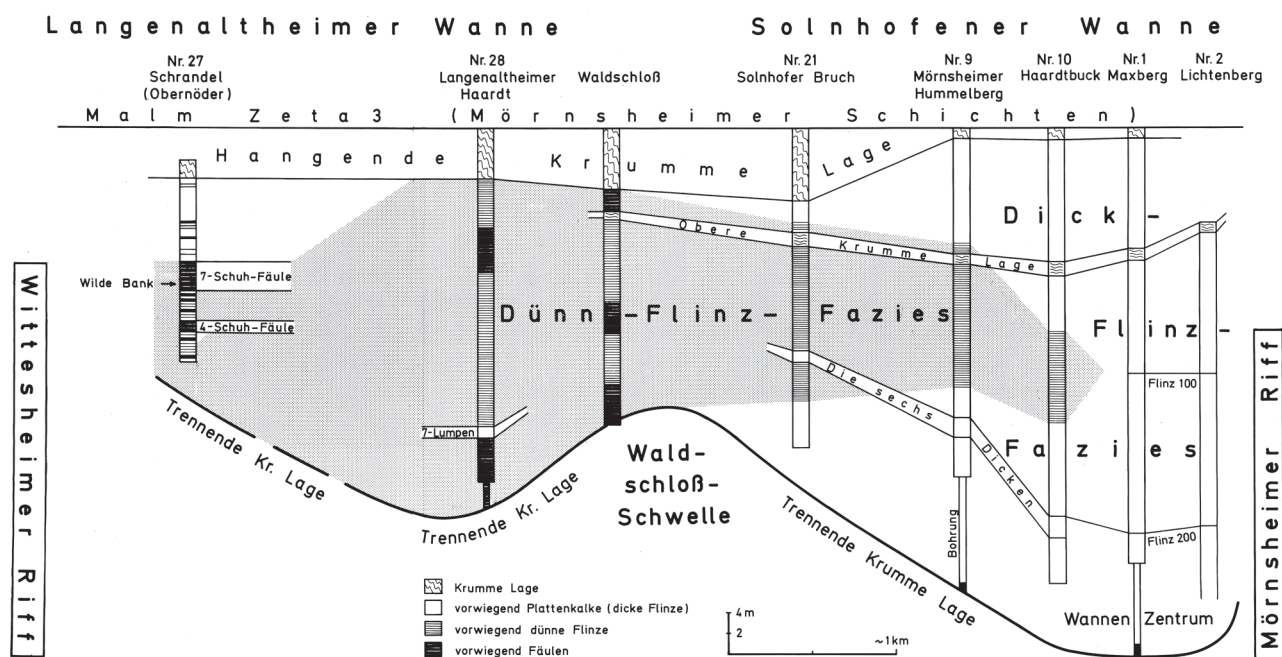 Langenaltheimer Wanne
Solnhofener Wanne
Nr. 27
Schrandel
(Obernöder)
Nr. 28
Langenaltheimer
Haardt
Waldschloß
Nr. 21
Solnhofer Bruch
Nr. 9
Mörnsheimer
Hummelberg
Nr. 10
Haardtbuck
Nr. 1
Maxberg
Nr. 2
Lichtenberg
Malm Zeta3 (Mörnsheimer Schichten)
Hangende Krumme Lage
Obere Krumme Lage
Dick-
Flinz-
Fazies
Dünn-Flinz-Fazies
Wilde Bank
7-Schuh-Fäule
4-Schuh-Fäule
7-Lumpen
Die sechs Dicken
Flinz 100
Flinz 200
Trennende Kr. Lage
Trennende Kr. Lage
Wald-
schloß-
Schwelle
Trennende Krumme Lage
Bohrung
Wannen Zentrum
Wittesheimer Riff
Mörnsheimer Riff
Krumme Lage
vorwiegend Plattenkalke (dicke Flinze)
vorwiegend dünne Flinze
vorwiegend Fäulen
4 m
2
~1km